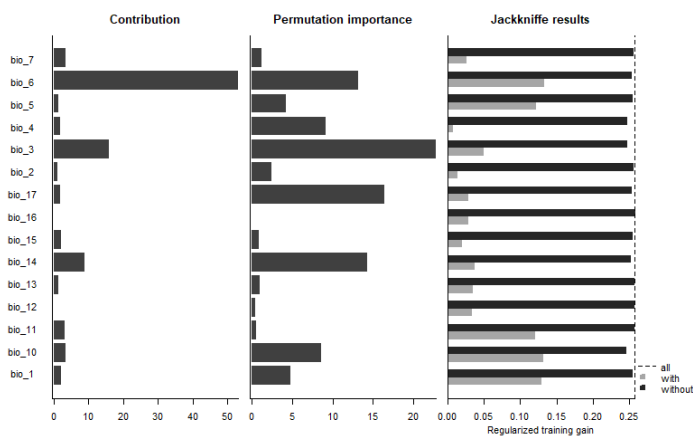 Contribution Permutation importance Jackkniffe results
bio_7
bio_6
bio_5
bio_4
bio_3
bio_2
bio_17
bio_16
bio_15
bio_14
bio_13
bio_12
bio_11
bio_10
bio_1
all
with
without
0 10 20 30 40 50 0 5 10 15 20 0.00 0.05 0.10 0.15 0.20 0.25
Regularized training gain